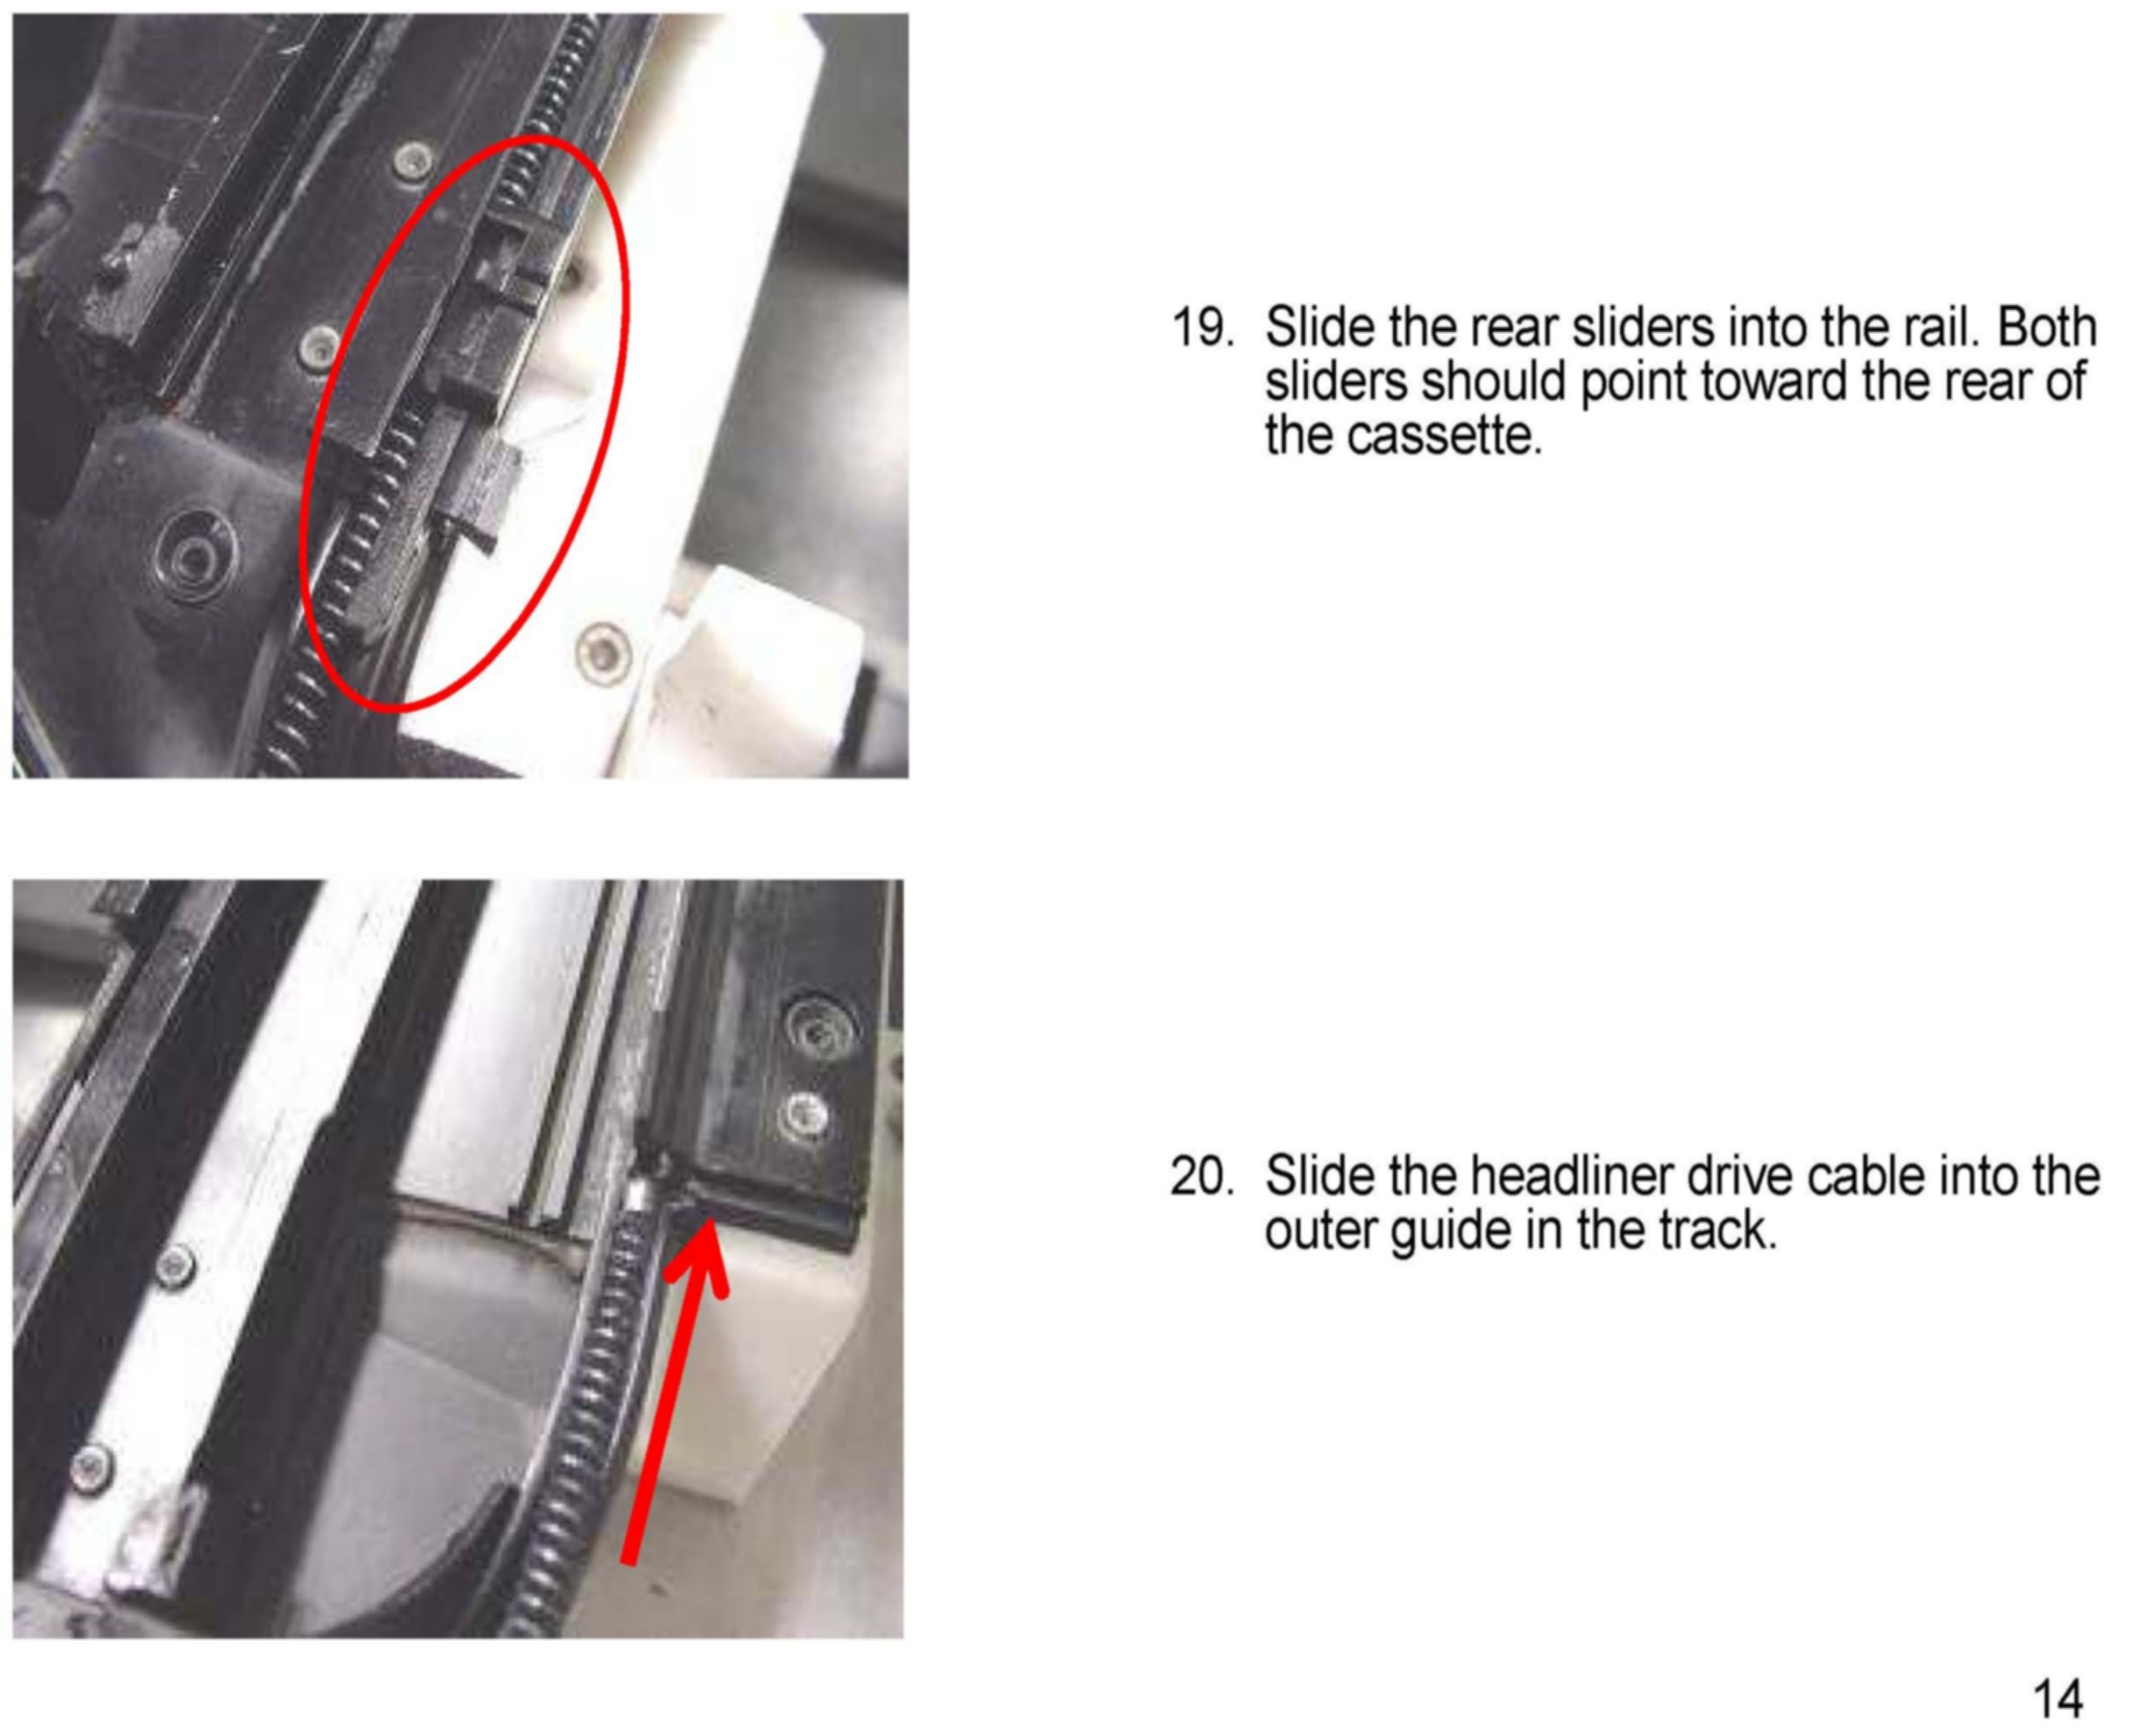 19. Slide the rear sliders into the rail. Both
sliders should point toward the rear of
the cassette.
20. Slide the headliner drive cable into the
outer guide in the track.
14